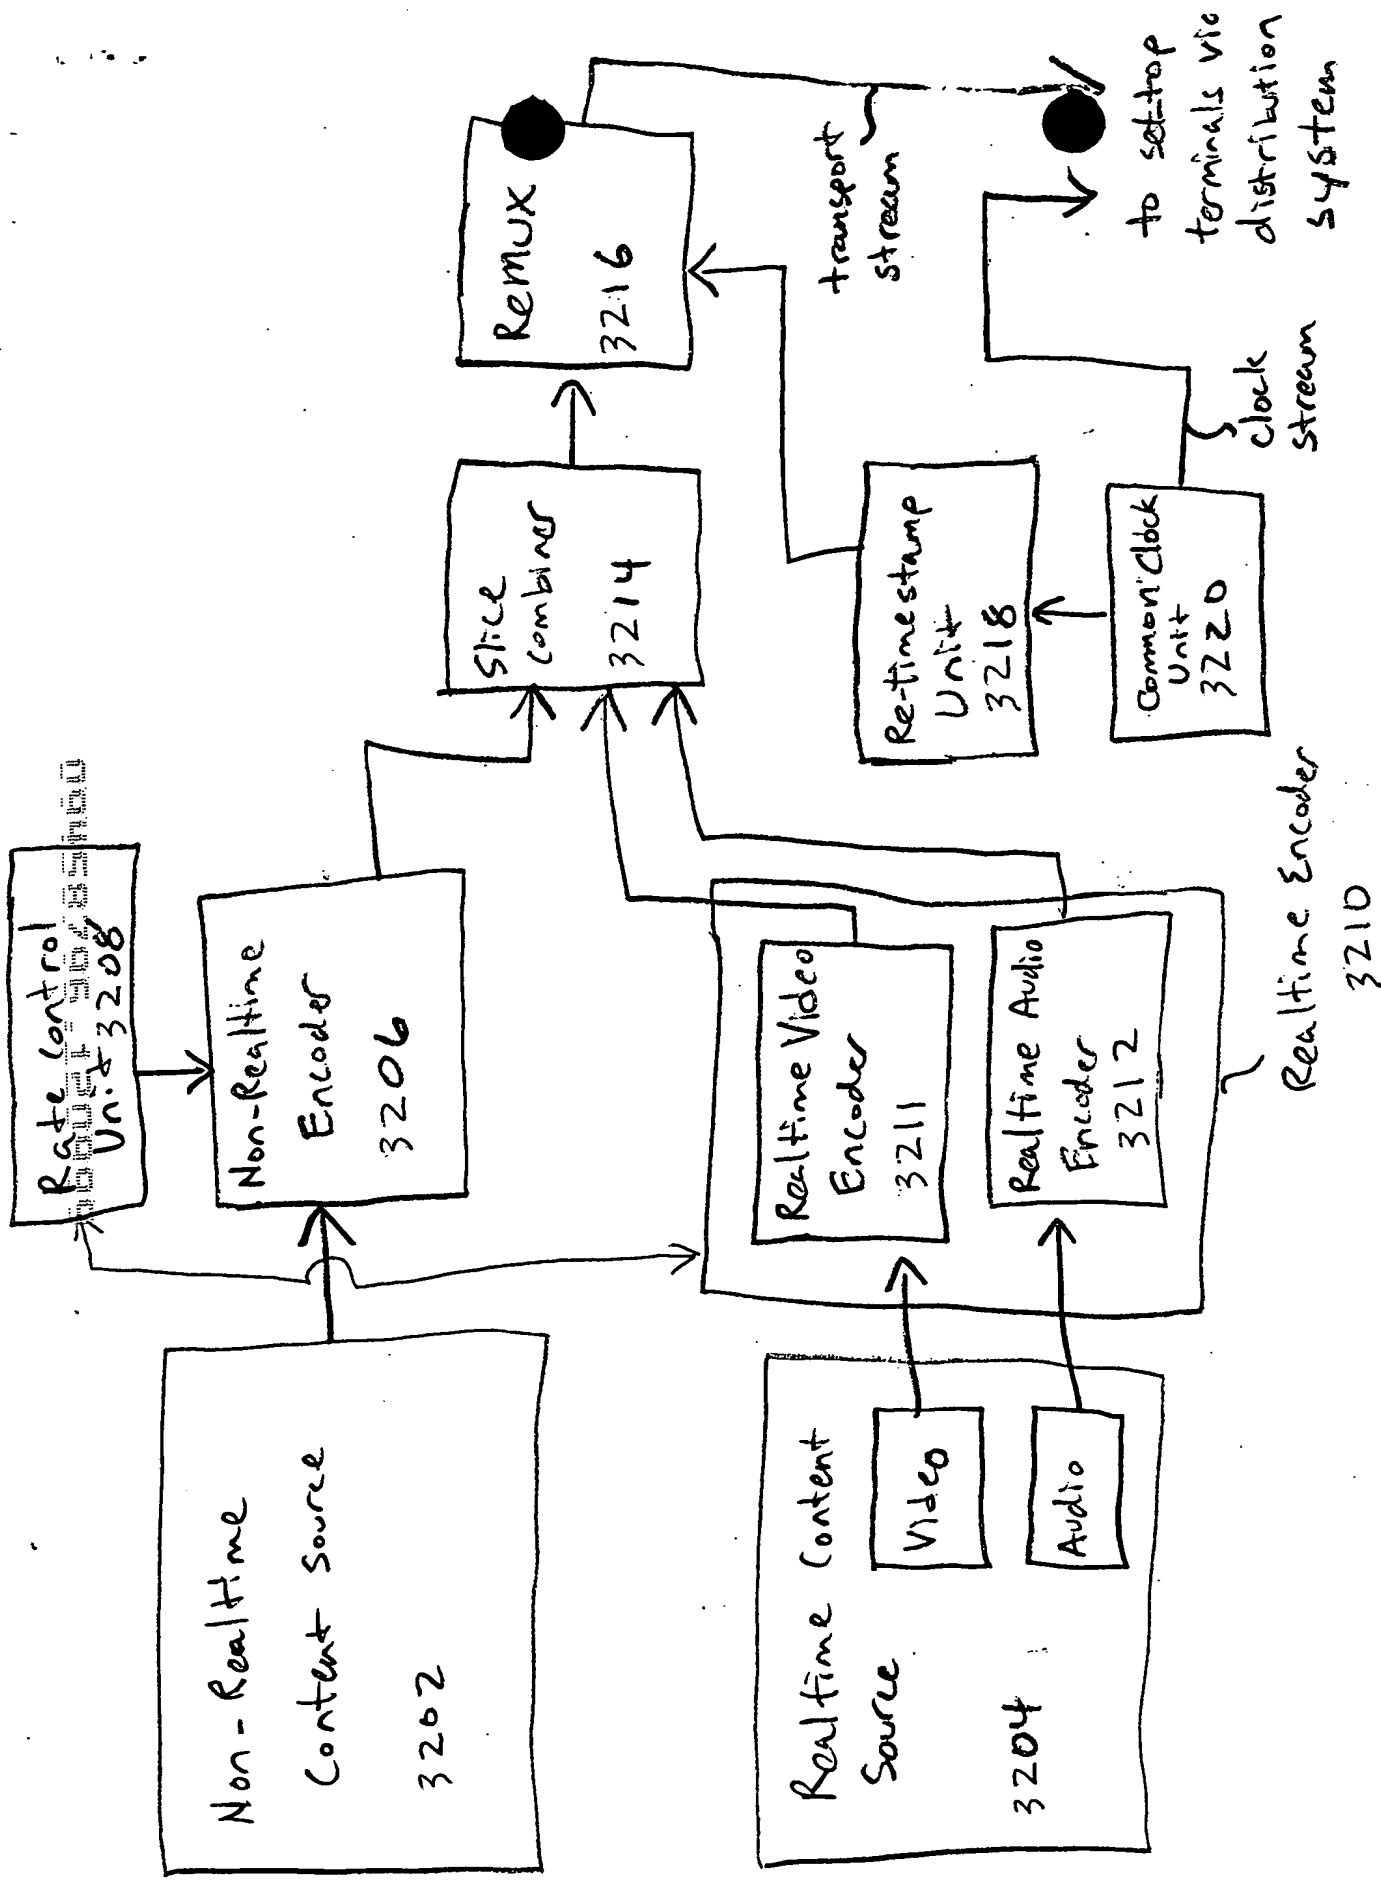 Rate Control
Unit 3208
Non-Realtime
Content Source
3202
Non-Realtime
Encoder
3206
Slice
Combiner
3214
Remux
3216
Realtime Content
Source
3204
Video
Audio
Realtime Video
Encoder
3211
Realtime Audio
Encoder
3212
Realtime Encoder
3210
Re-timestamp
Unit
3218
Common Clock
Unit
3220
transport
stream
clock
stream
to set-top
terminals via
distribution
system